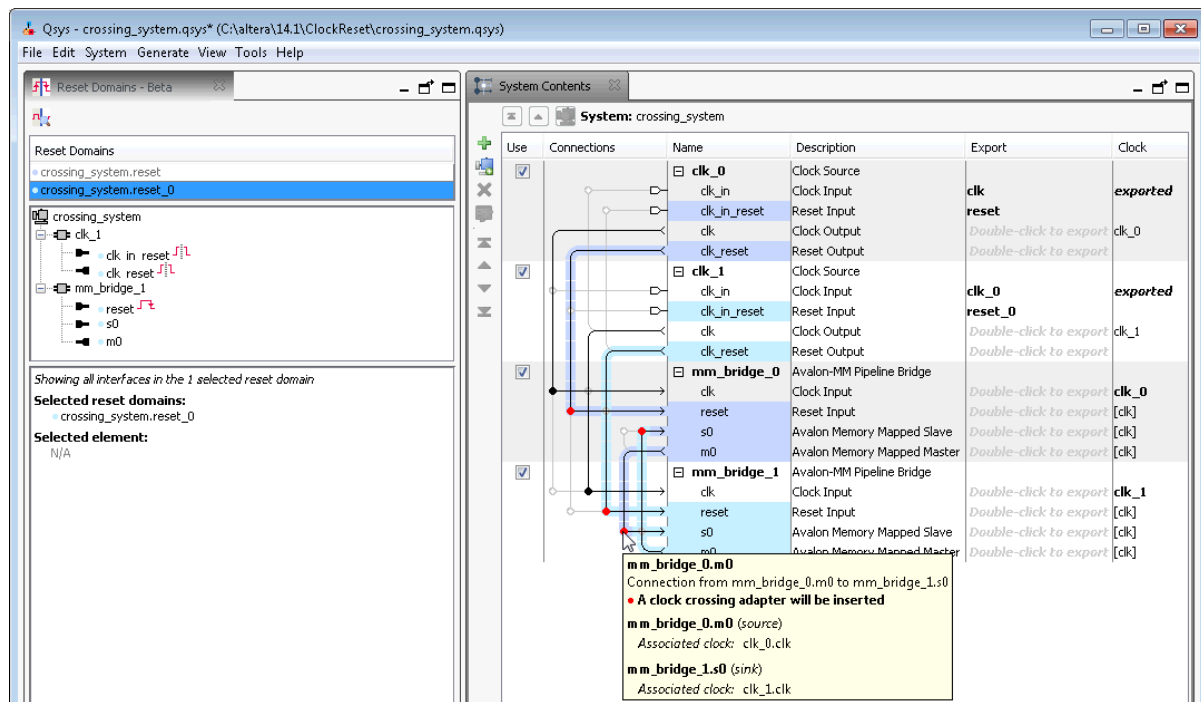 Qsys - crossing_system.qsys* (C:\altera\14.1\ClockReset\crossing_system.qsys)
File Edit System Generate View Tools Help
Reset Domains - Beta
Reset Domains
crossing_system.reset
crossing_system.reset_0
crossing_system
clk_1
clk_in_reset
clk_reset
mm_bridge_1
reset
s0
m0
Showing all interfaces in the 1 selected reset domain
Selected reset domains:
crossing_system.reset_0
Selected element:
N/A
System Contents
System: crossing_system
Use Connections Name Description Export Clock
clk_0 Clock Source
clk_in Clock Input clk exported
clk_in_reset Reset Input reset
clk Clock Output Double-click to export clk_0
clk_reset Reset Output Double-click to export
clk_1 Clock Source
clk_in Clock Input clk_0 exported
clk_in_reset Reset Input reset_0
clk Clock Output Double-click to export clk_1
clk_reset Reset Output Double-click to export
mm_bridge_0 Avalon-MM Pipeline Bridge
clk Clock Input Double-click to export clk_0
reset Reset Input Double-click to export [clk]
s0 Avalon Memory Mapped Slave Double-click to export [clk]
m0 Avalon Memory Mapped Master Double-click to export [clk]
mm_bridge_1 Avalon-MM Pipeline Bridge
clk Clock Input Double-click to export clk_1
reset Reset Input Double-click to export [clk]
s0 Avalon Memory Mapped Slave Double-click to export [clk]
m0 Avalon Memory Mapped Master Double-click to export [clk]
mm_bridge_0.m0
Connection from mm_bridge_0.m0 to mm_bridge_1.s0
• A clock crossing adapter will be inserted
mm_bridge_0.m0 (source)
Associated clock: clk_0.clk
mm_bridge_1.s0 (sink)
Associated clock: clk_1.clk